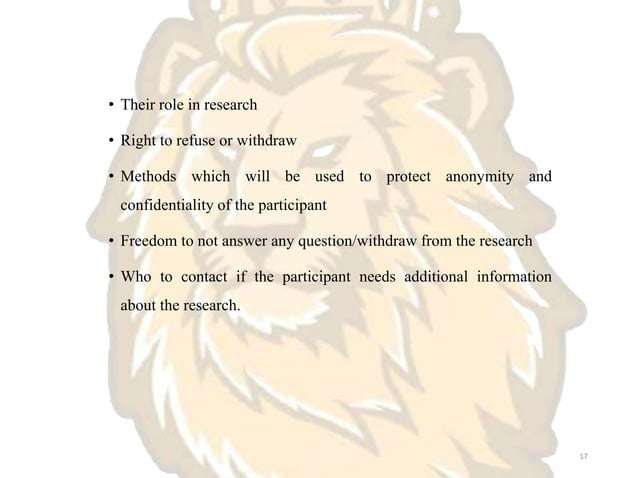 • Their role in research
• Right to refuse or withdraw
• Methods which will be used to protect anonymity and
confidentiality of the participant
• Freedom to not answer any question/withdraw from the research
• Who to contact if the participant needs additional information
about the research.
17